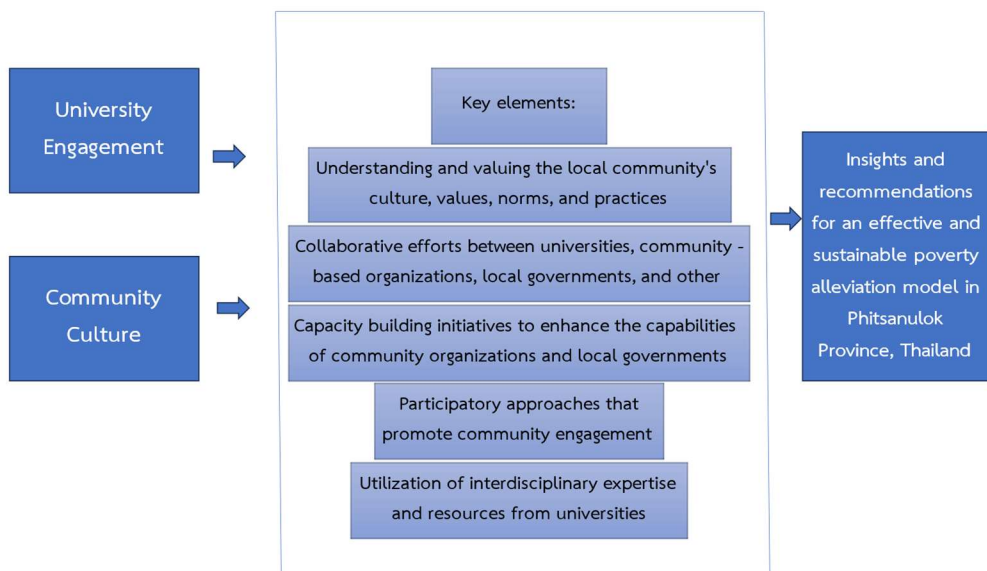 University
Engagement
Community
Culture
Key elements:
Understanding and valuing the local community's
culture, values, norms, and practices
Collaborative efforts between universities, community -
based organizations, local governments, and other
Capacity building initiatives to enhance the capabilities
of community organizations and local governments
Participatory approaches that
promote community engagement
Utilization of interdisciplinary expertise
and resources from universities
Insights and
recommendations
for an effective and
sustainable poverty
alleviation model in
Phitsanulok
Province, Thailand